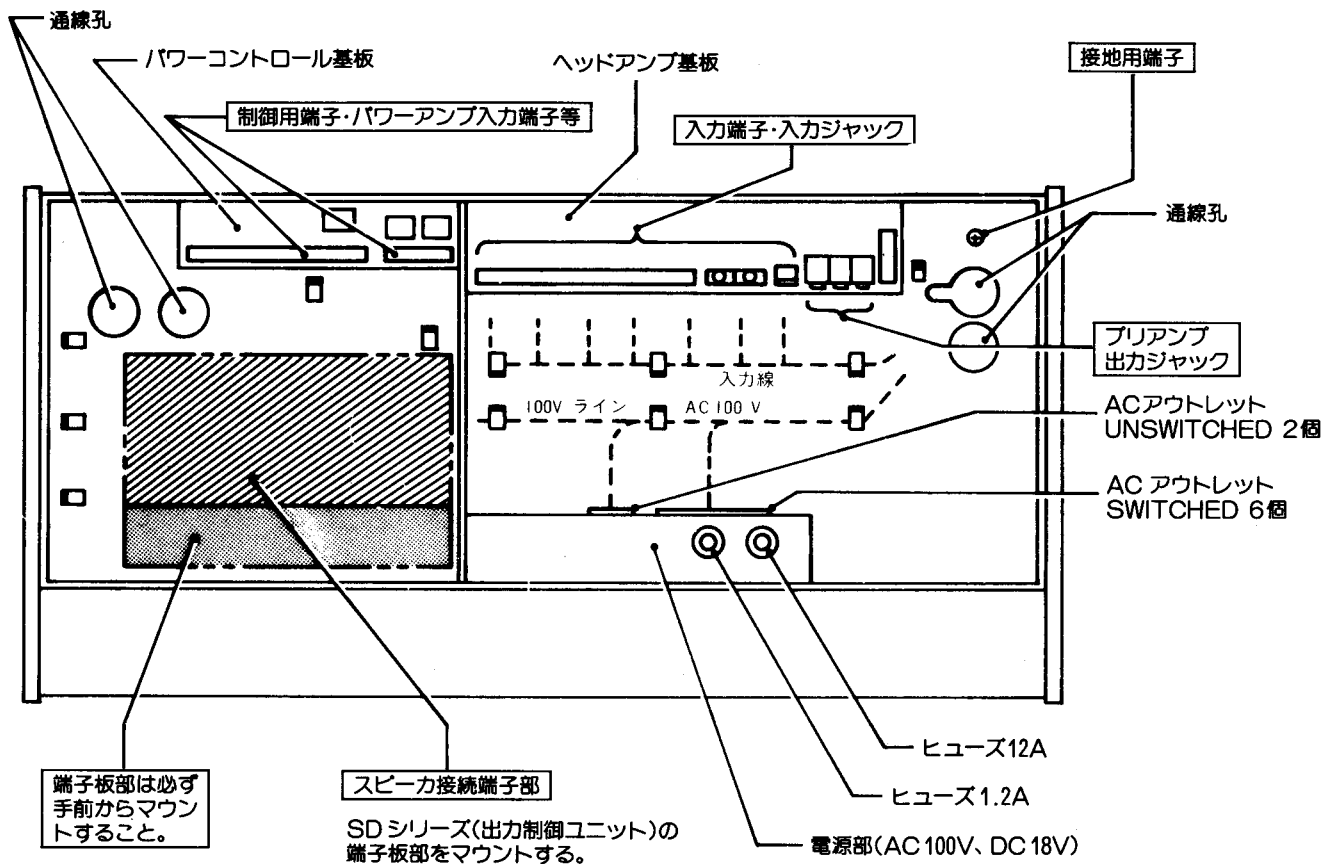 通線孔
パワーコントロール基板
ヘッドアンプ基板
接地用端子
制御用端子・パワーアンプ入力端子等
入力端子・入力ジャック
通線孔
プリアンプ
出力ジャック
入力線
100V ライン
AC 100 V
ACアウトレット
UNSWITCHED 2個
AC アウトレット
SWITCHED 6個
端子板部は必ず
手前からマウン
トすること。
スピーカ接続端子部
SDシリーズ(出力制御ユニット)の
端子板部をマウントする。
ヒューズ12A
ヒューズ1.2A
電源部(AC100V、DC18V)